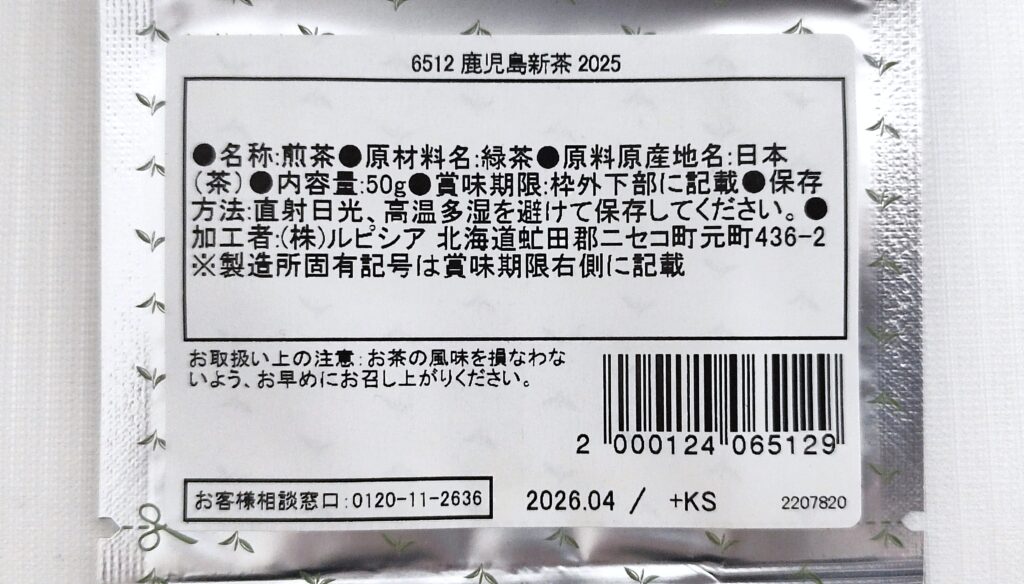 6512 鹿児島新茶 2025
●名称:煎茶●原材料名:緑茶●原料原産地名:日本
(茶)●内容量:50g●賞味期限:枠外下部に記載●保存
方法:直射日光、高温多湿を避けて保存してください。●
加工者:(株)ルピシア 北海道虻田郡ニセコ町元町436-2
※製造所固有記号は賞味期限右側に記載
お取扱い上の注意:お茶の風味を損なわな
いよう、お早めにお召し上がりください。
2 000124 065129
お客様相談窓口:0120-11-2636
2026.04 / +KS
2207820